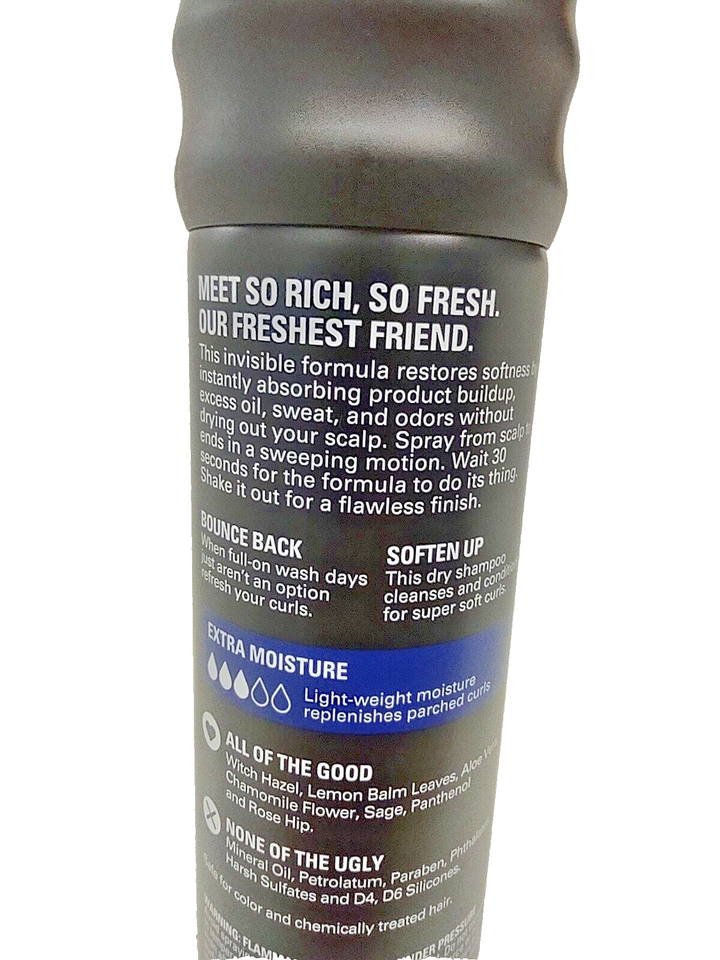 MEET SO RICH, SO FRESH.
OUR FRESHEST FRIEND.
This invisible formula restores softness
instantly absorbing product buildup,
excess oil, sweat, and odors without
drying out your scalp. Spray from scalp
ends in a sweeping motion. Wait 30
seconds for the formula to do its thing.
Shake it out for a flawless finish.
BOUNCE BACK
When full-on wash days
just aren't an option
refresh your curls.
SOFTEN UP
This dry shampoo
cleanses and
for super soft curls.
EXTRA MOISTURE
Light-weight moisture
replenishes parched curls
ALL OF THE GOOD
Witch Hazel, Lemon Balm Leaves, Aloe
Chamomile Flower, Sage, Panthenol
and Rose Hip.
NONE OF THE UGLY
Mineral Oil, Petrolatum, Paraben,
Harsh Sulfates and D4, D6 Silicones.
Safe for color and chemically treated hair.
WARNING: UNDER PRESSURE